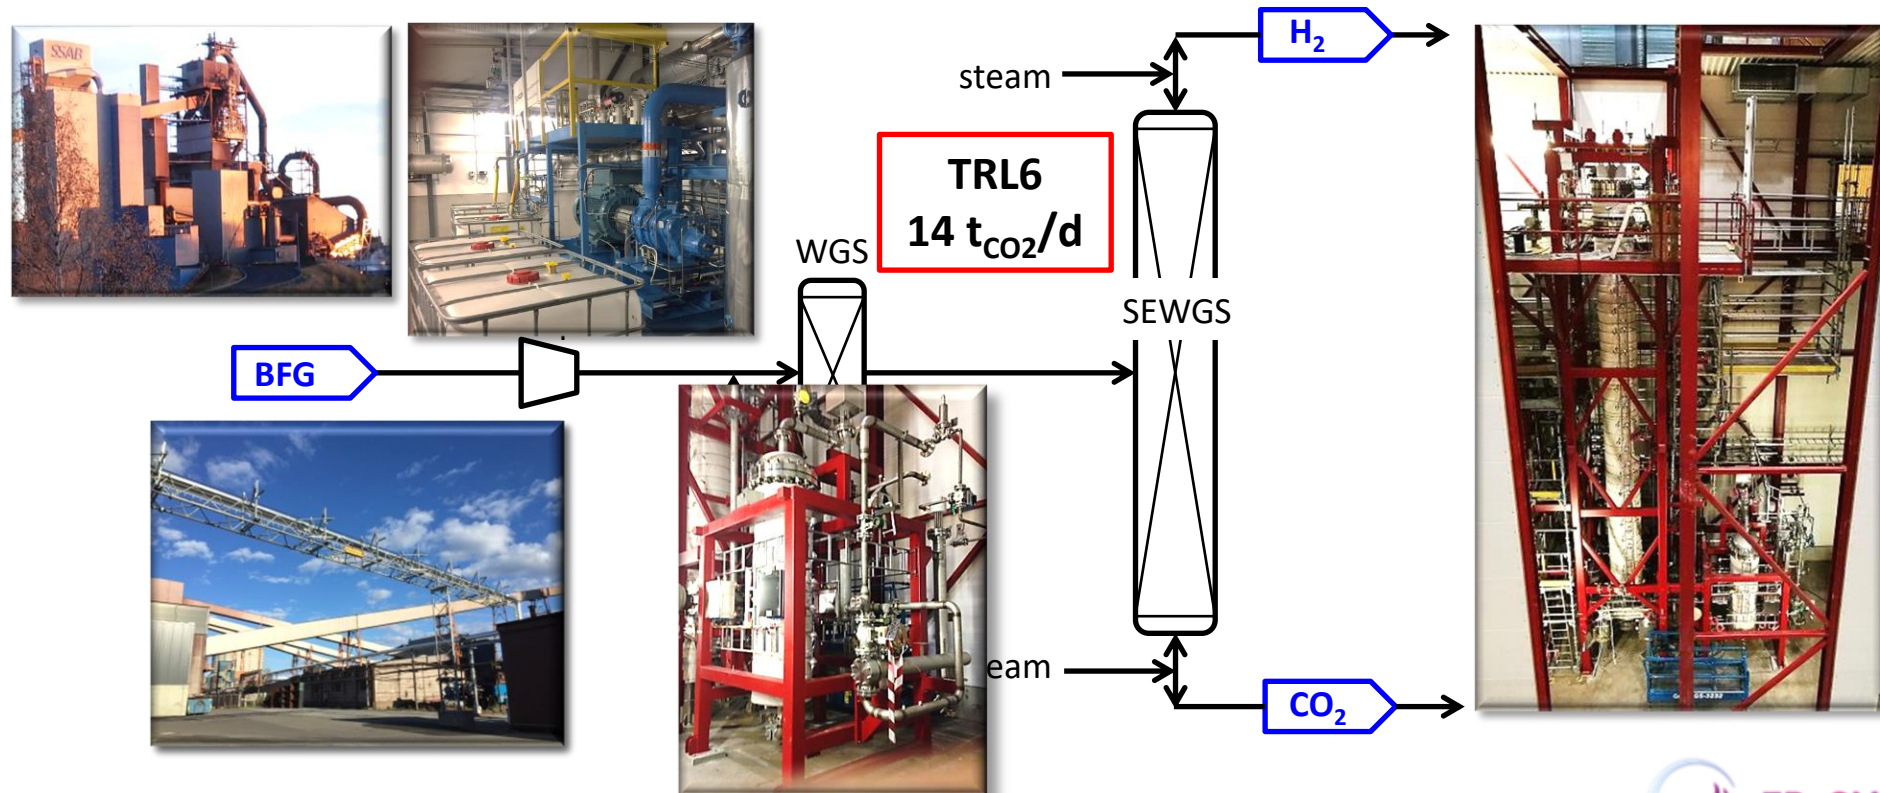 SSAB
H2
steam
TRL6
14 tCO2/d
WGS
SEWGS
BFG
eam
CO2